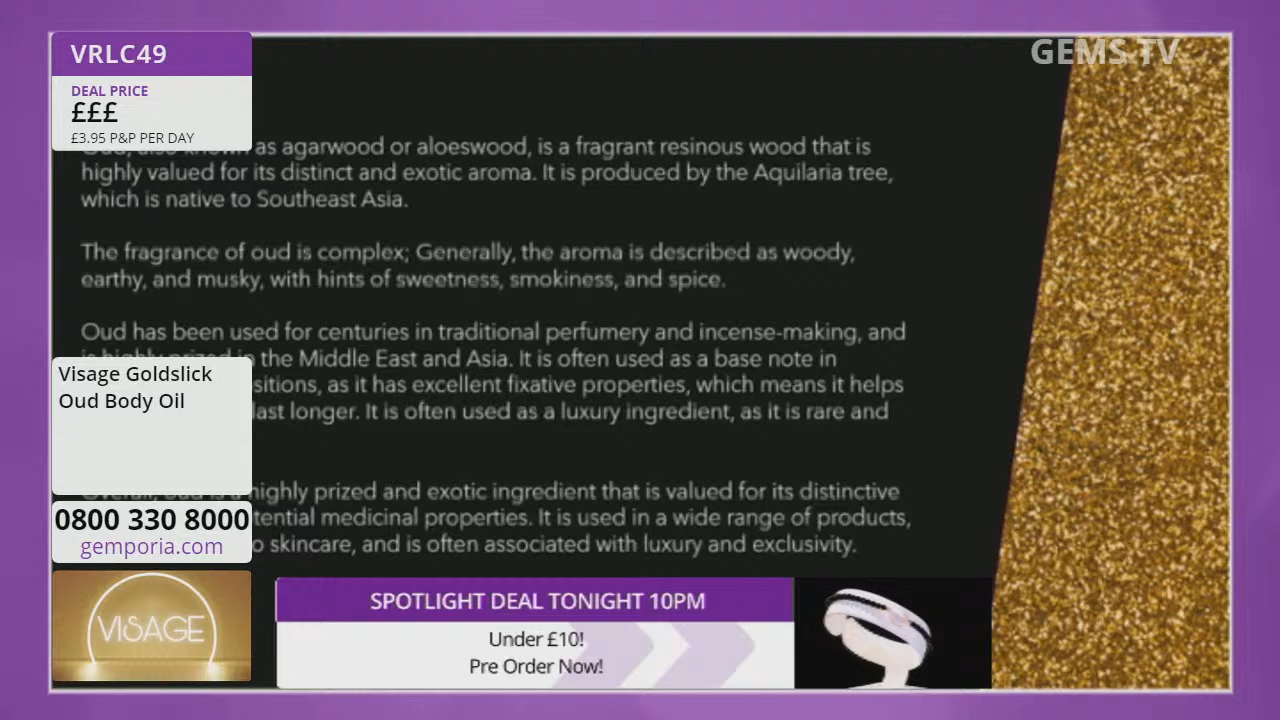 VRLC49
DEAL PRICE
£££
£3.95 P&P PER DAY
GEMS TV
as agarwood or aloeswood, is a fragrant resinous wood that is
highly valued for its distinct and exotic aroma. It is produced by the Aquilaria tree,
which is native to Southeast Asia.
The fragrance of oud is complex; Generally, the aroma is described as woody,
earthy, and musky, with hints of sweetness, smokiness, and spice.
Oud has been used for centuries in traditional perfumery and incense-making, and
is highly prized in the Middle East and Asia. It is often used as a base note in
sitions, as it has excellent fixative properties, which means it helps
last longer. It is often used as a luxury ingredient, as it is rare and
highly prized and exotic ingredient that is valued for its distinctive
tential medicinal properties. It is used in a wide range of products,
o skincare, and is often associated with luxury and exclusivity.
Visage Goldslick
Oud Body Oil
0800 330 8000
gemporia.com
VISAGE
SPOTLIGHT DEAL TONIGHT 10PM
Under £10!
Pre Order Now!